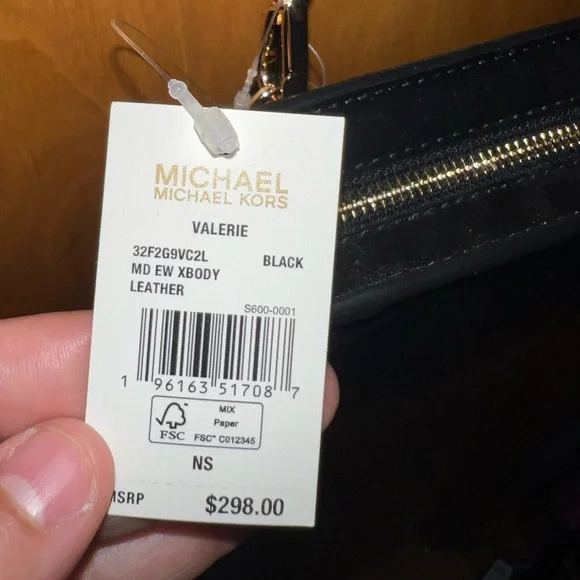 MICHAEL
MICHAEL KORS
VALERIE
32F2G9VC2L BLACK
MD EW XBODY
LEATHER
S600-0001
1 96163 51708 7
FSC
MIX
Paper
FSC® C012345
NS
MSRP $298.00